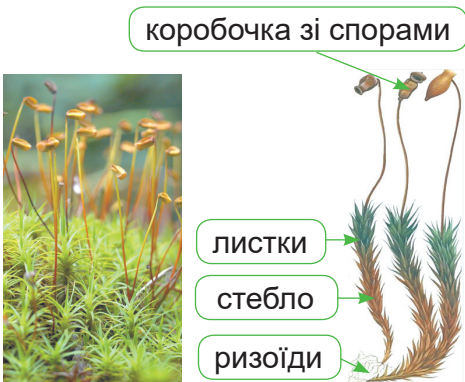 коробочка зі спорами
листки
стебло
ризоїди